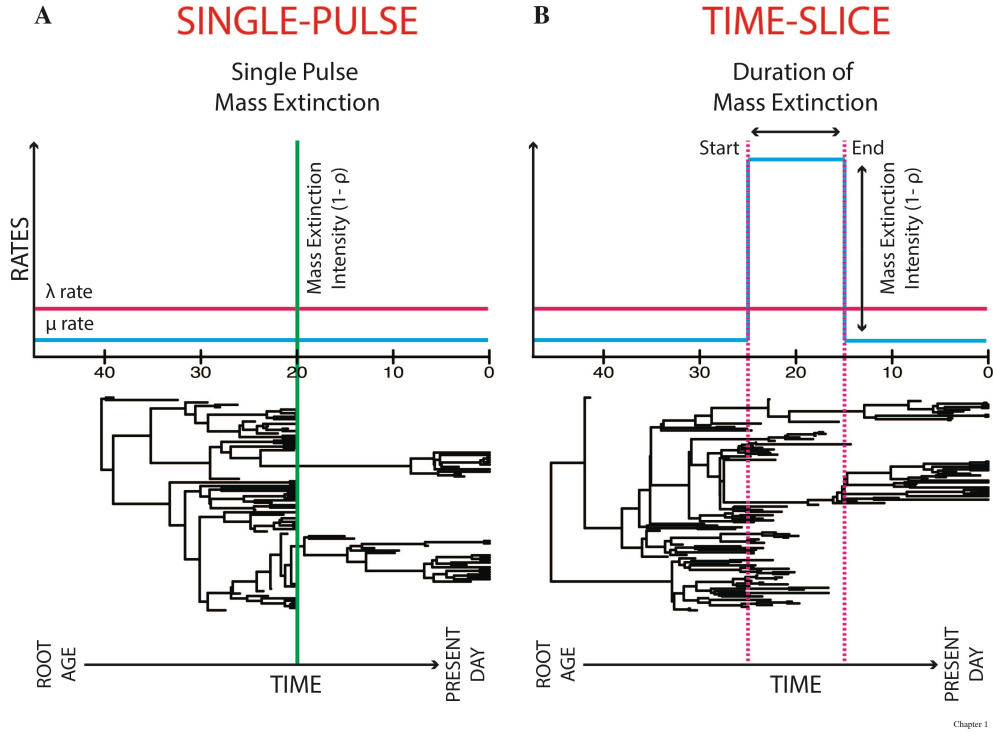 A
SINGLE-PULSE
Single Pulse
Mass Extinction
RATES
Mass Extinction
Intensity (1- ρ)
λ rate
μ rate
40 30 20 10 0
ROOT
AGE
TIME
PRESENT
DAY
B
TIME-SLICE
Duration of
Mass Extinction
Start
End
Mass Extinction
Intensity (1- ρ)
40 30 20 10 0
ROOT
AGE
TIME
PRESENT
DAY
Chapter 1